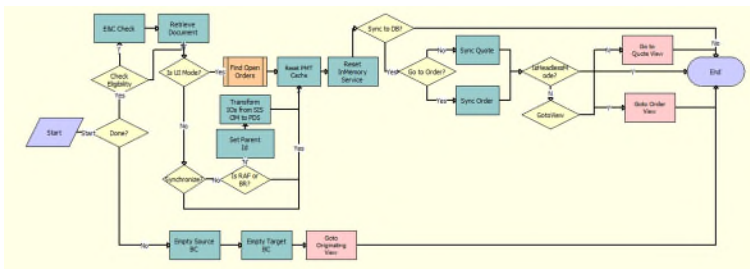 E&C Check
Retrieve
Document
Sync to DB?
No
Y
Is UI Mode?
Yes
Find Open
Orders
Reset PMT
Cache
Reset
InMemory
Service
No
Sync Quote
Go to
Quote View
N
Check
Eligibility
Yes
Go to Order?
IsHeadlessM
ode?
Y
End
Yes
Transform
IOs from SIS
OM to PDS
Yes
Sync Order
N
GotoView
Y
Goto Order
View
Start
Start
Done?
No
Set Parent
Id
Yes
Y
Synchronize?
No
Is RAF or
BR?
No
Empty Source
BC
Empty Target
BC
Goto
Originating
View